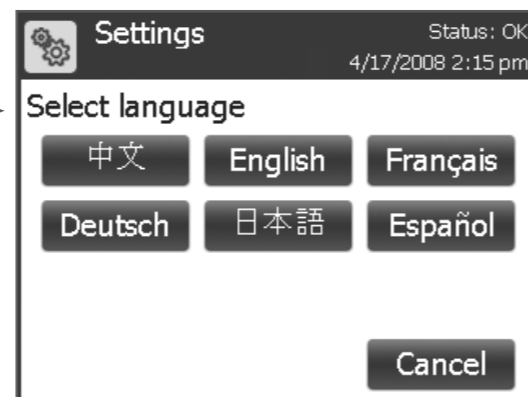 Settings
Status: OK
4/17/2008 2:15 pm
Select language
中文 English Français
Deutsch 日本語 Español
Cancel